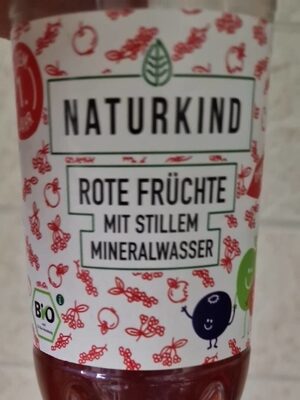 NATURKIND
ROTE FRÜCHTE
MIT STILLEM
MINERALWASSER
BIO